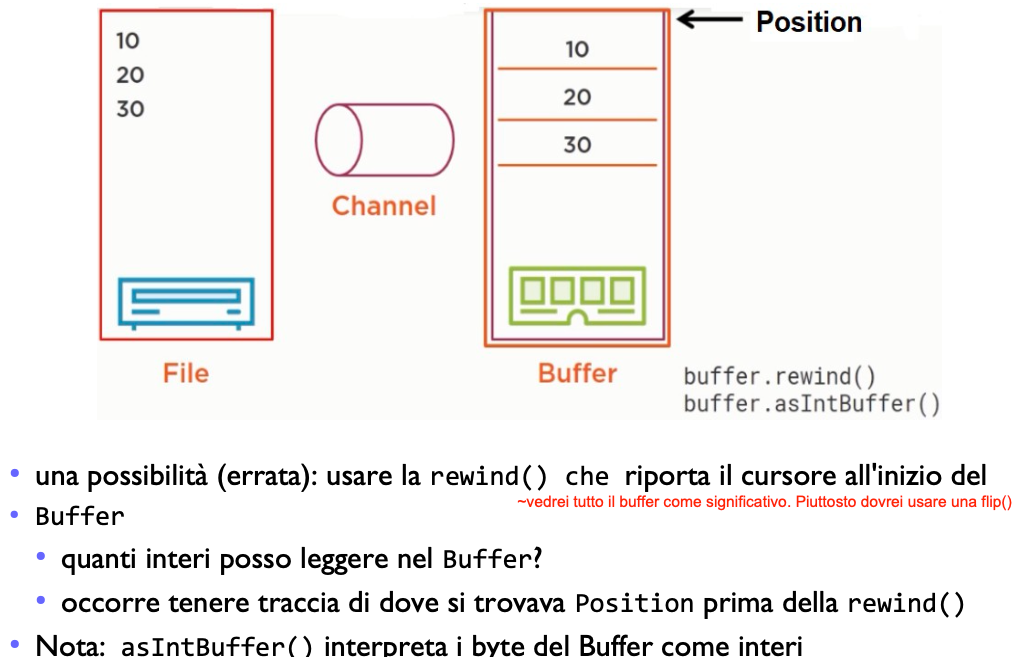 Position
10
20
30
10
20
30
Channel
File
Buffer
buffer.rewind()
buffer.asIntBuffer()
• una possibilità (errata): usare la rewind() che riporta il cursore all'inizio del
~vedrei tutto il buffer come significativo. Piuttosto dovrei usare una flip()
• Buffer
• quanti interi posso leggere nel Buffer?
• occorre tenere traccia di dove si trovava Position prima della rewind()
• Nota: asIntBuffer() interpreta i byte del Buffer come interi